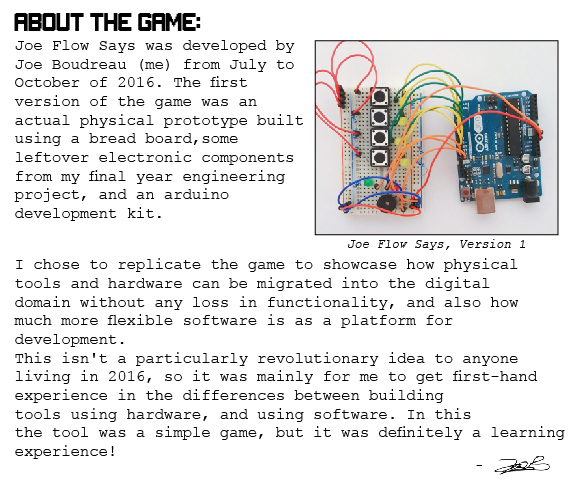 ABOUT THE GAME:
Joe Flow Says was developed by
Joe Boudreau (me) from July to
October of 2016. The first
version of the game was an
actual physical prototype built
using a bread board,some
leftover electronic components
from my final year engineering
project, and an arduino
development kit.
Joe Flow Says, Version 1
I chose to replicate the game to showcase how physical
tools and hardware can be migrated into the digital
domain without any loss in functionality, and also how
much more flexible software is as a platform for
development.
This isn't a particularly revolutionary idea to anyone
living in 2016, so it was mainly for me to get first-hand
experience in the differences between building
tools using hardware, and using software. In this
the tool was a simple game, but it was definitely a learning
experience!
-